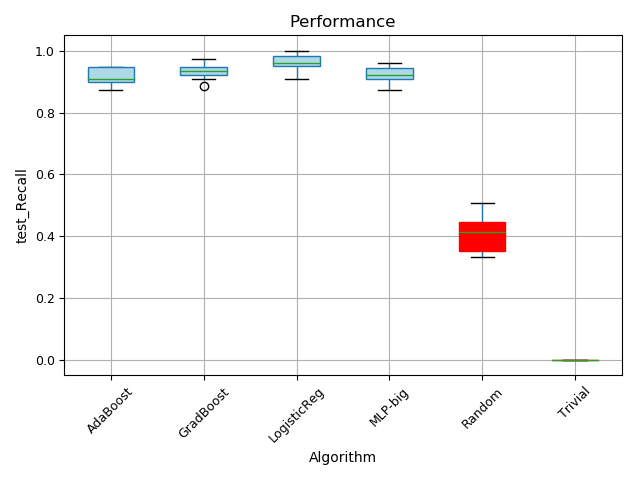 Performance
test_Recall
1.0
0.8
0.6
0.4
0.2
0.0
AdaBoost
GradBoost
LogisticReg
MLP-big
Random
Trivial
Algorithm